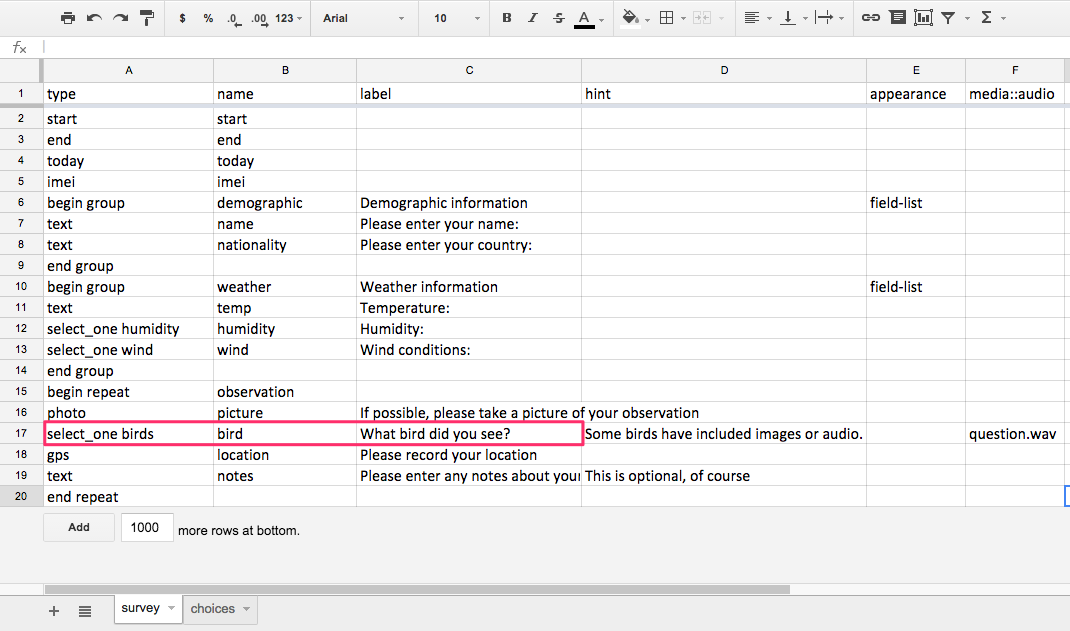 $ % .0 .00 123 Arial 10 B I S A Σ
fx
A B C D E F
1 type name label hint appearance media::audio
2 start start
3 end end
4 today today
5 imei imei
6 begin group demographic Demographic information field-list
7 text name Please enter your name:
8 text nationality Please enter your country:
9 end group
10 begin group weather Weather information field-list
11 text temp Temperature:
12 select_one humidity humidity Humidity:
13 select_one wind wind Wind conditions:
14 end group
15 begin repeat observation
16 photo picture If possible, please take a picture of your observation
17 select_one birds bird What bird did you see? Some birds have included images or audio. question.wav
18 gps location Please record your location
19 text notes Please enter any notes about your This is optional, of course
20 end repeat
Add 1000 more rows at bottom.
+ survey choices